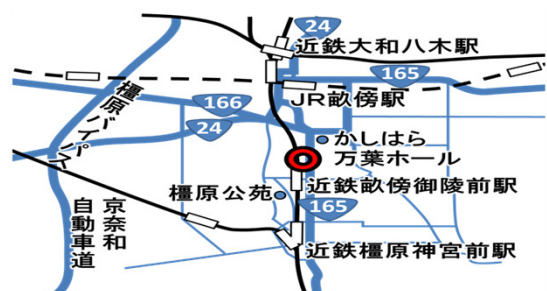 24
近鉄大和八木駅
165
JR畝傍駅
166
24
橿原バイパス
かしはら
万葉ホール
橿原公苑
近鉄畝傍御陵前駅
165
京奈和
自動車道
近鉄橿原神宮前駅